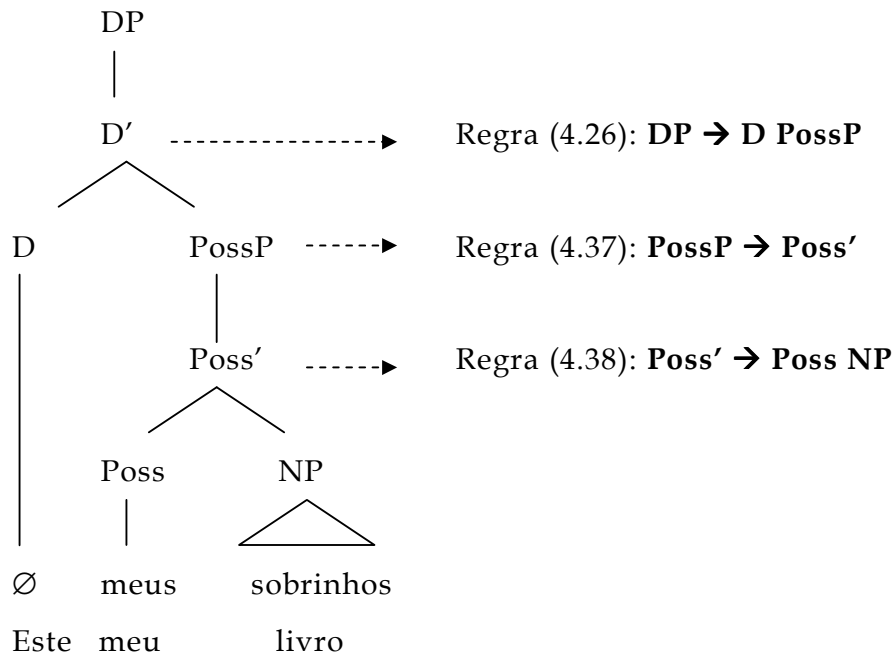 DP
D’ Regra (4.26): DP → D PossP
D PossP Regra (4.37): PossP → Poss’
Poss’ Regra (4.38): Poss’ → Poss NP
Poss NP
∅ meus sobrinhos
Este meu livro